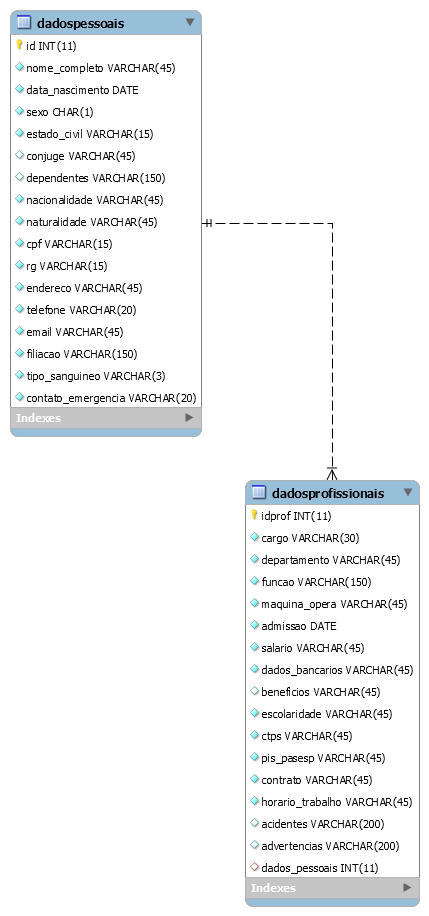 dadospessoais
id INT(11)
nome_completo VARCHAR(45)
data_nascimento DATE
sexo CHAR(1)
estado_civil VARCHAR(15)
conjuge VARCHAR(45)
dependentes VARCHAR(150)
nacionalidade VARCHAR(45)
naturalidade VARCHAR(45)
cpf VARCHAR(15)
rg VARCHAR(15)
endereco VARCHAR(45)
telefone VARCHAR(20)
email VARCHAR(45)
filiacao VARCHAR(150)
tipo_sanguineo VARCHAR(3)
contato_emergencia VARCHAR(20)
Indexes
dadosprofissionais
idprof INT(11)
cargo VARCHAR(30)
departamento VARCHAR(45)
funcao VARCHAR(150)
maquina_opera VARCHAR(45)
admissao DATE
salario VARCHAR(45)
dados_bancarios VARCHAR(45)
beneficios VARCHAR(45)
escolaridade VARCHAR(45)
ctps VARCHAR(45)
pis_pasesp VARCHAR(45)
contrato VARCHAR(45)
horario_trabalho VARCHAR(45)
acidentes VARCHAR(200)
advertencias VARCHAR(200)
dados_pessoais INT(11)
Indexes